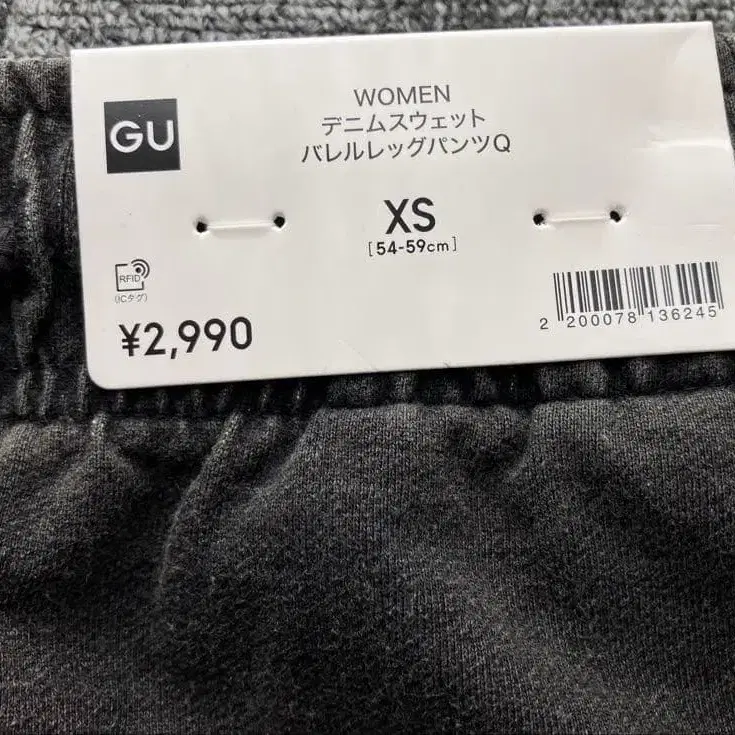 GU
WOMEN
デニムスウェット
バレルレッグパンツQ
XS
[54-59cm]
RFID
(ICタグ)
¥2,990
2 200078 136245